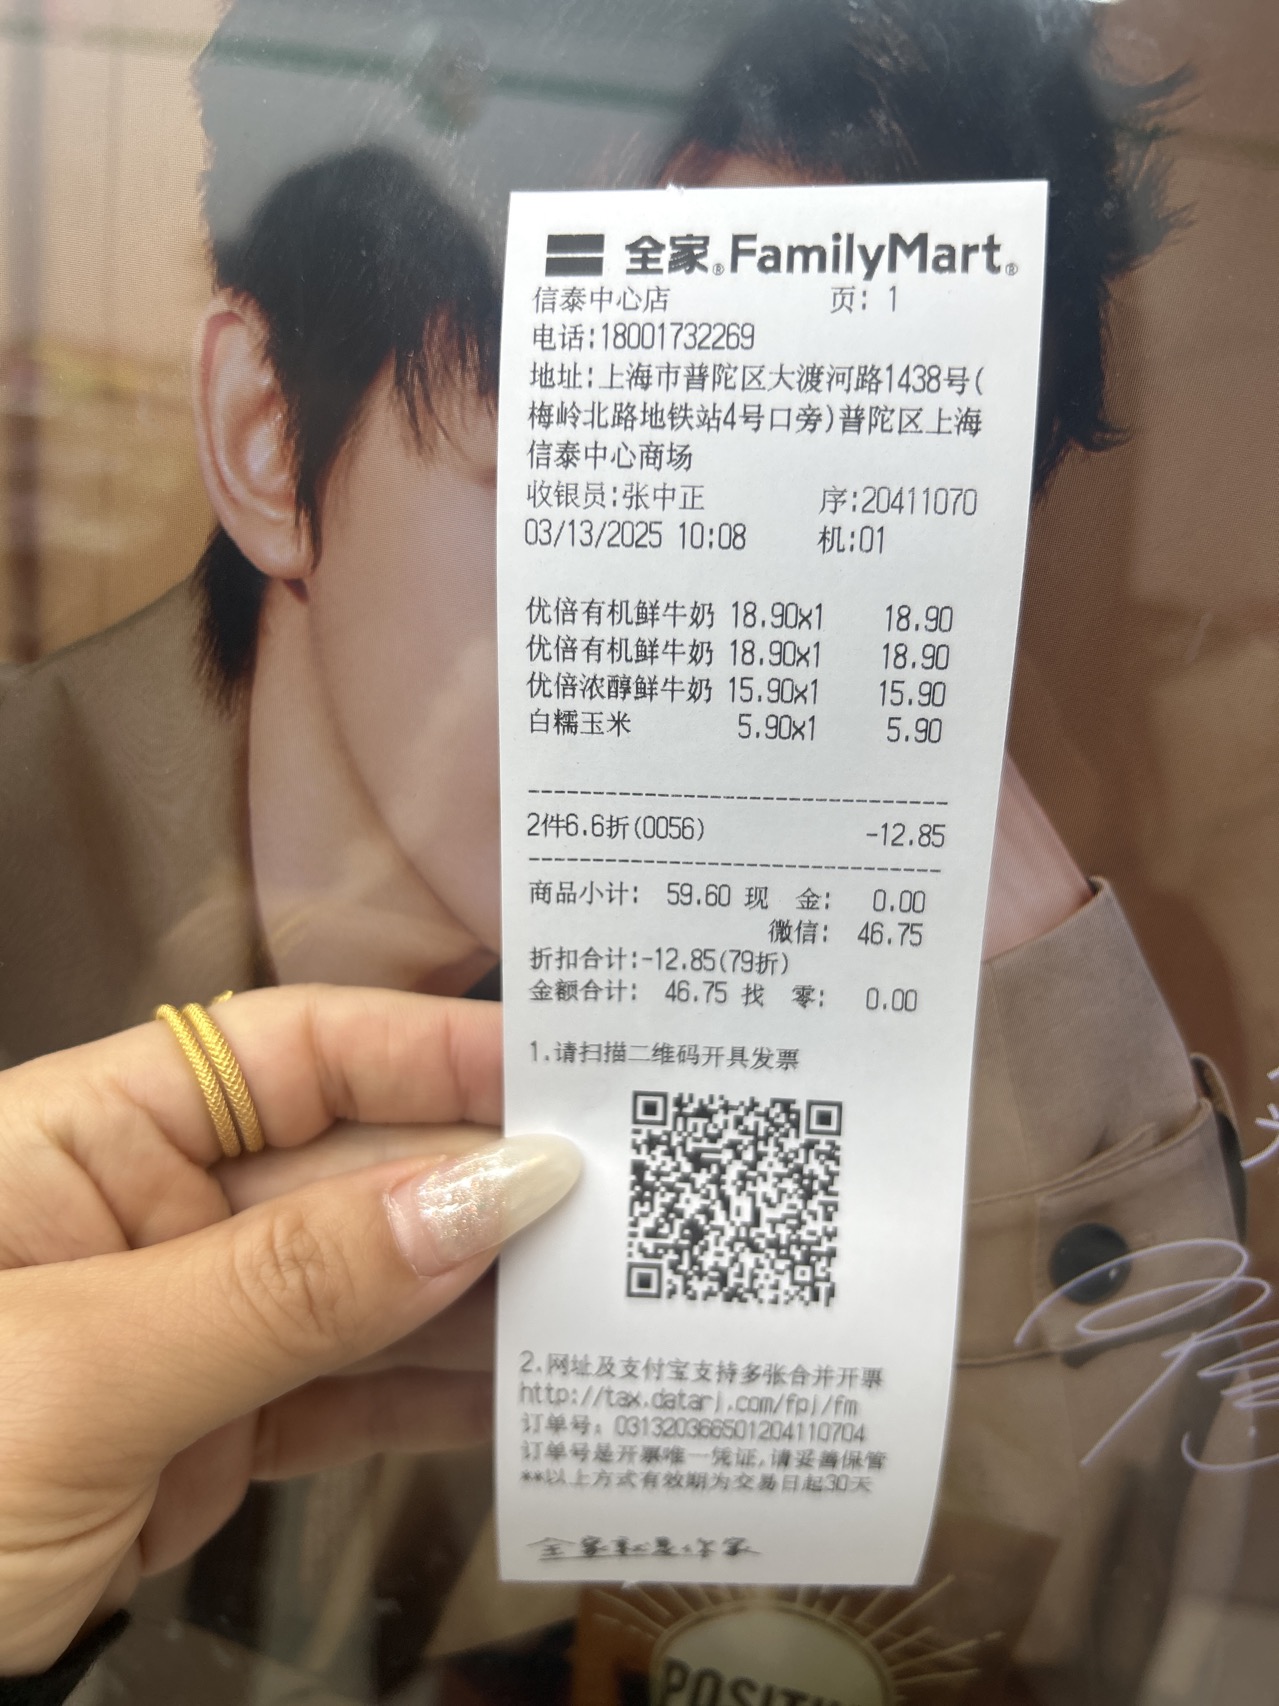 全家® FamilyMart®
信泰中心店 页: 1
电话:18001732269
地址:上海市普陀区大渡河路1438号(
梅岭北路地铁站4号口旁)普陀区上海
信泰中心商场
收银员:张中正 序:20411070
03/13/2025 10:08 机:01
优倍有机鲜牛奶 18.90x1 18.90
优倍有机鲜牛奶 18.90x1 18.90
优倍浓醇鲜牛奶 15.90x1 15.90
白糯玉米 5.90x1 5.90
2件6.6折(0056) -12.85
商品小计: 59.60 现 金: 0.00
微信: 46.75
折扣合计:-12.85(79折)
金额合计: 46.75 找 零: 0.00
1.请扫描二维码开具发票
2.网址及支付宝支持多张合并开票
http://tax.datarj.com/fpj/fm
订单号: 031320366501204110704
订单号是开票唯一凭证,请妥善保管
**以上方式有效期为交易日起30天